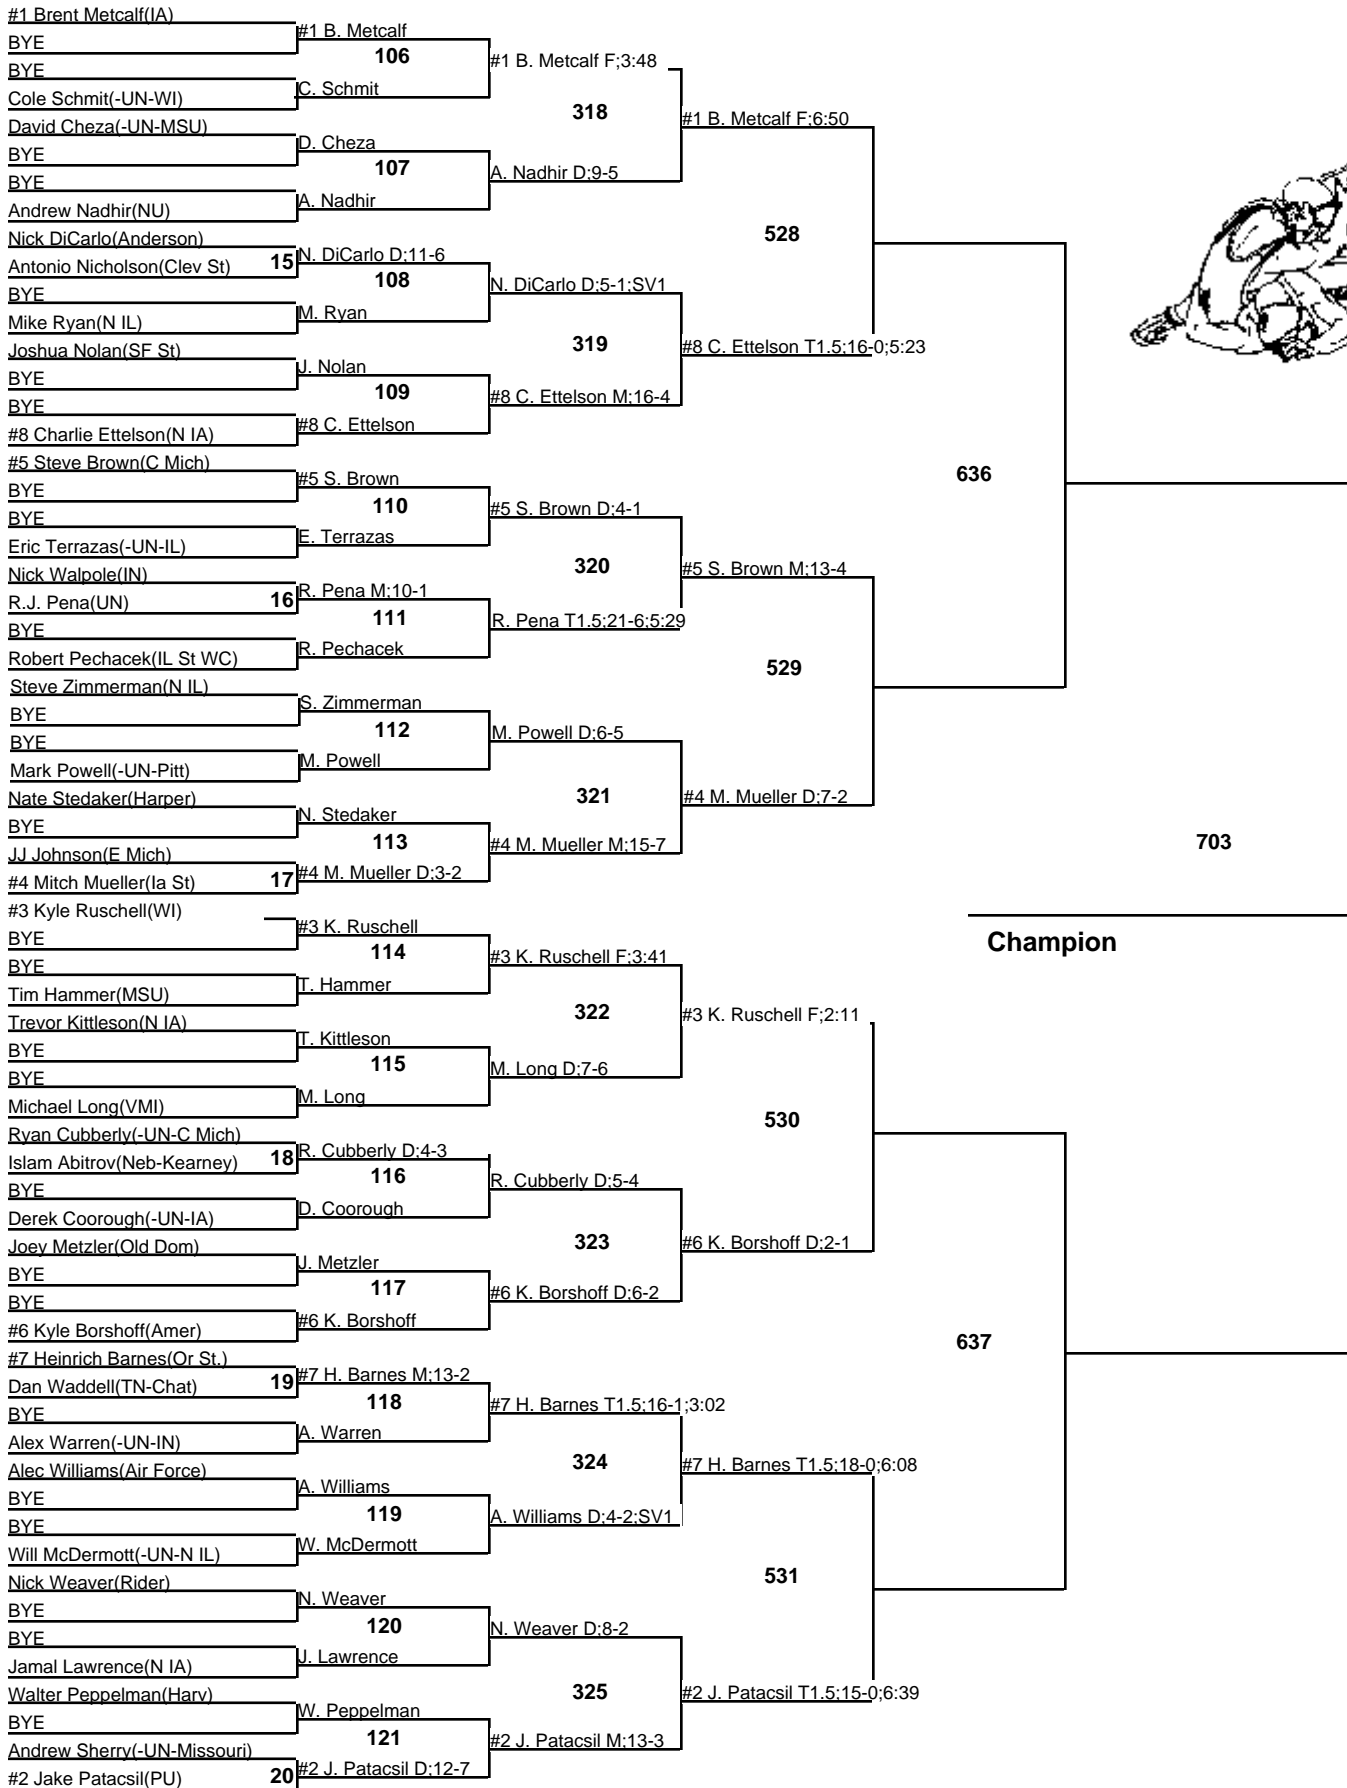 #1 Brent Metcalf(IA)
BYE
BYE
Cole Schmit(-UN-WI)
David Cheza(-UN-MSU)
BYE
BYE
Andrew Nadhir(NU)
Nick DiCarlo(Anderson)
Antonio Nicholson(Clev St) 15
BYE
Mike Ryan(N IL)
Joshua Nolan(SF St)
BYE
BYE
#8 Charlie Ettelson(N IA)
#5 Steve Brown(C Mich)
BYE
BYE
Eric Terrazas(-UN-IL)
Nick Walpole(IN)
R.J. Pena(UN) 16
BYE
Robert Pechacek(IL St WC)
Steve Zimmerman(N IL)
BYE
BYE
Mark Powell(-UN-Pitt)
Nate Stedaker(Harper)
BYE
JJ Johnson(E Mich)
#4 Mitch Mueller(Ia St) 17
#3 Kyle Ruschell(WI)
BYE
BYE
Tim Hammer(MSU)
Trevor Kittleson(N IA)
BYE
BYE
Michael Long(VMI)
Ryan Cubberly(-UN-C Mich)
Islam Abitrov(Neb-Kearney) 18
BYE
Derek Coorough(-UN-IA)
Joey Metzler(Old Dom)
BYE
BYE
#6 Kyle Borshoff(Amer)
#7 Heinrich Barnes(Or St.)
Dan Waddell(TN-Chat) 19
BYE
Alex Warren(-UN-IN)
Alec Williams(Air Force)
BYE
BYE
Will McDermott(-UN-N IL)
Nick Weaver(Rider)
BYE
BYE
Jamal Lawrence(N IA)
Walter Peppelman(Harv)
BYE
Andrew Sherry(-UN-Missouri)
#2 Jake Patacsil(PU) 20
#1 B. Metcalf
106
C. Schmit
D. Cheza
107
A. Nadhir
N. DiCarlo D;11-6
108
M. Ryan
J. Nolan
109
#8 C. Ettelson
#5 S. Brown
110
E. Terrazas
R. Pena M;10-1
111
R. Pechacek
S. Zimmerman
112
M. Powell
N. Stedaker
113
#4 M. Mueller D;3-2
#3 K. Ruschell
114
T. Hammer
T. Kittleson
115
M. Long
R. Cubberly D;4-3
116
D. Coorough
J. Metzler
117
#6 K. Borshoff
#7 H. Barnes M;13-2
118
A. Warren
A. Williams
119
W. McDermott
N. Weaver
120
J. Lawrence
W. Peppelman
121
#2 J. Patacsil D;12-7
#1 B. Metcalf F;3:48
318
A. Nadhir D;9-5
N. DiCarlo D;5-1;SV1
319
#8 C. Ettelson M;16-4
#5 S. Brown D;4-1
320
R. Pena T1.5;21-6;5:29
M. Powell D;6-5
321
#4 M. Mueller M;15-7
#3 K. Ruschell F;3:41
322
M. Long D;7-6
R. Cubberly D;5-4
323
#6 K. Borshoff D;6-2
#7 H. Barnes T1.5;16-1;3:02
324
A. Williams D;4-2;SV1
N. Weaver D;8-2
325
#2 J. Patacsil M;13-3
#1 B. Metcalf F;6:50
528
#8 C. Ettelson T1.5;16-0;5:23
#5 S. Brown M;13-4
529
#4 M. Mueller D;7-2
#3 K. Ruschell F;2:11
530
#6 K. Borshoff D;2-1
#7 H. Barnes T1.5;18-0;6:08
531
#2 J. Patacsil T1.5;15-0;6:39
636
637
703
Champion